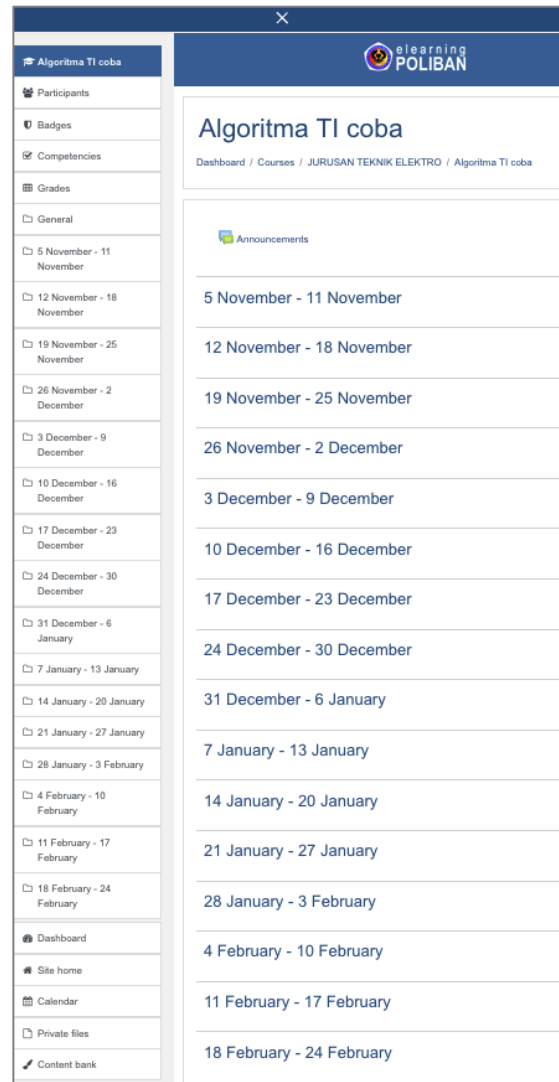 Algoritma TI coba
Participants
Badges
Competencies
Grades
General
5 November - 11
November
12 November - 18
November
19 November - 25
November
26 November - 2
December
3 December - 9
December
10 December - 16
December
17 December - 23
December
24 December - 30
December
31 December - 6
January
7 January - 13 January
14 January - 20 January
21 January - 27 January
28 January - 3 February
4 February - 10
February
11 February - 17
February
18 February - 24
February
Dashboard
Site home
Calendar
Private files
Content bank
elearning
POLIBAN
Algoritma TI coba
Dashboard / Courses / JURUSAN TEKNIK ELEKTRO / Algoritma TI coba
Announcements
5 November - 11 November
12 November - 18 November
19 November - 25 November
26 November - 2 December
3 December - 9 December
10 December - 16 December
17 December - 23 December
24 December - 30 December
31 December - 6 January
7 January - 13 January
14 January - 20 January
21 January - 27 January
28 January - 3 February
4 February - 10 February
11 February - 17 February
18 February - 24 February